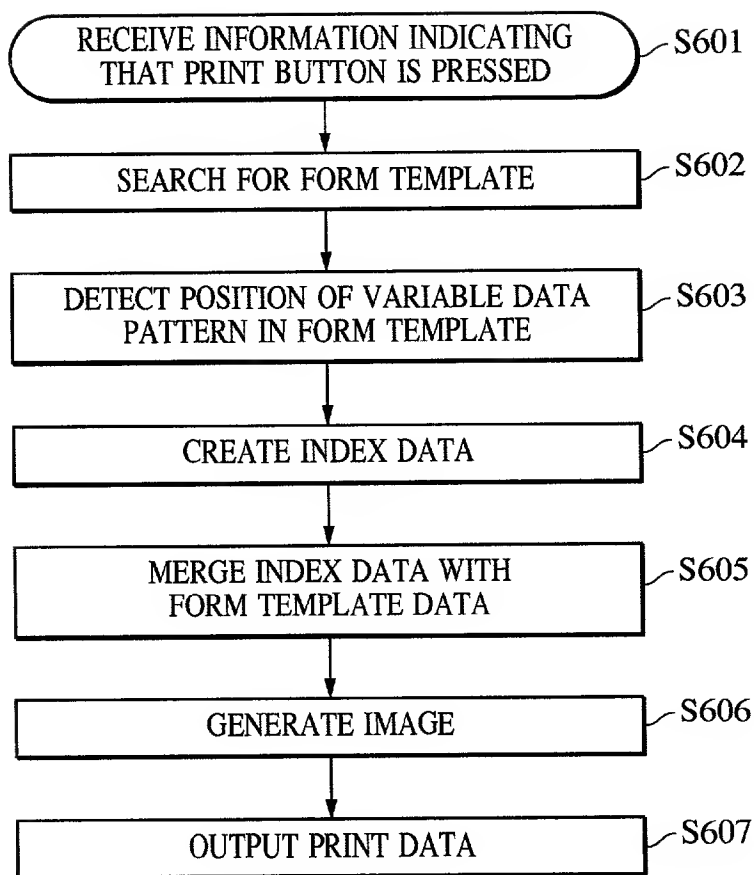 RECEIVE INFORMATION INDICATING
THAT PRINT BUTTON IS PRESSED
S601
SEARCH FOR FORM TEMPLATE
S602
DETECT POSITION OF VARIABLE DATA
PATTERN IN FORM TEMPLATE
S603
CREATE INDEX DATA
S604
MERGE INDEX DATA WITH
FORM TEMPLATE DATA
S605
GENERATE IMAGE
S606
OUTPUT PRINT DATA
S607